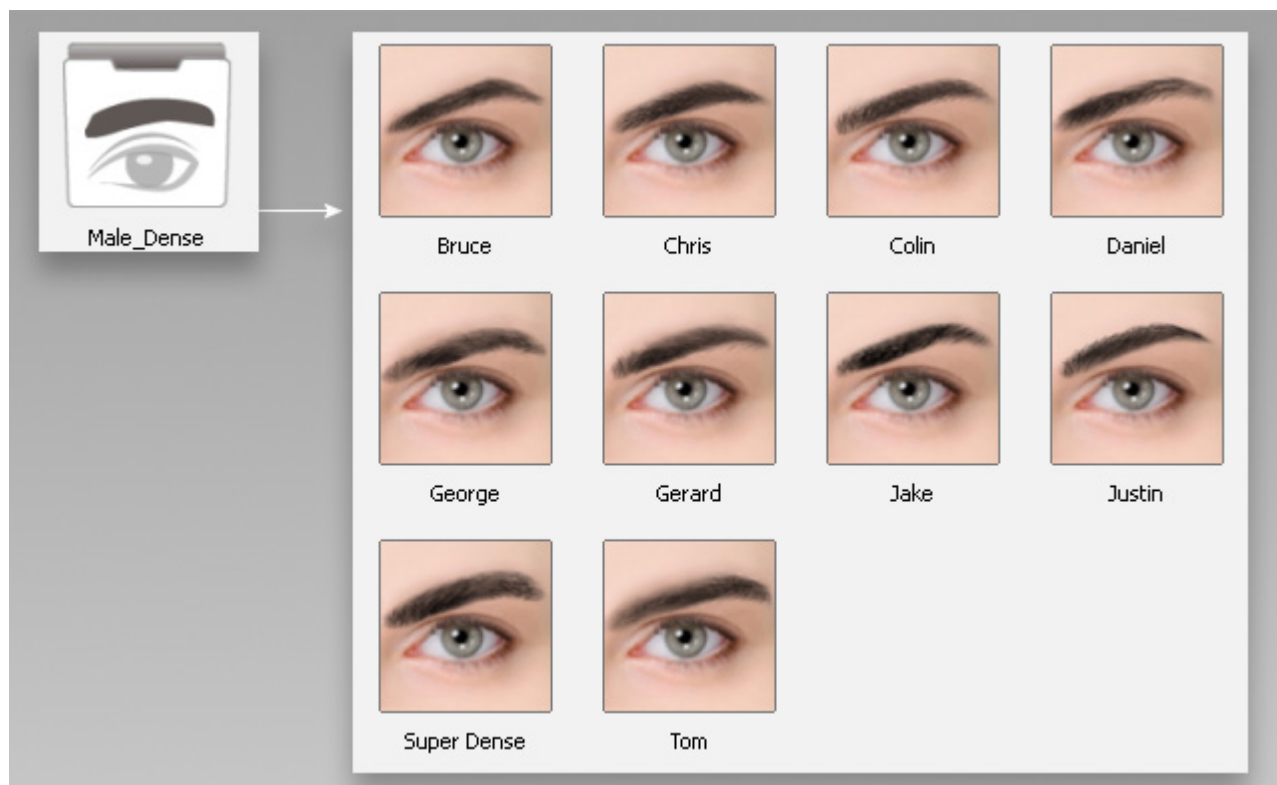 Male_Dense
Bruce
Chris
Colin
Daniel
George
Gerard
Jake
Justin
Super Dense
Tom